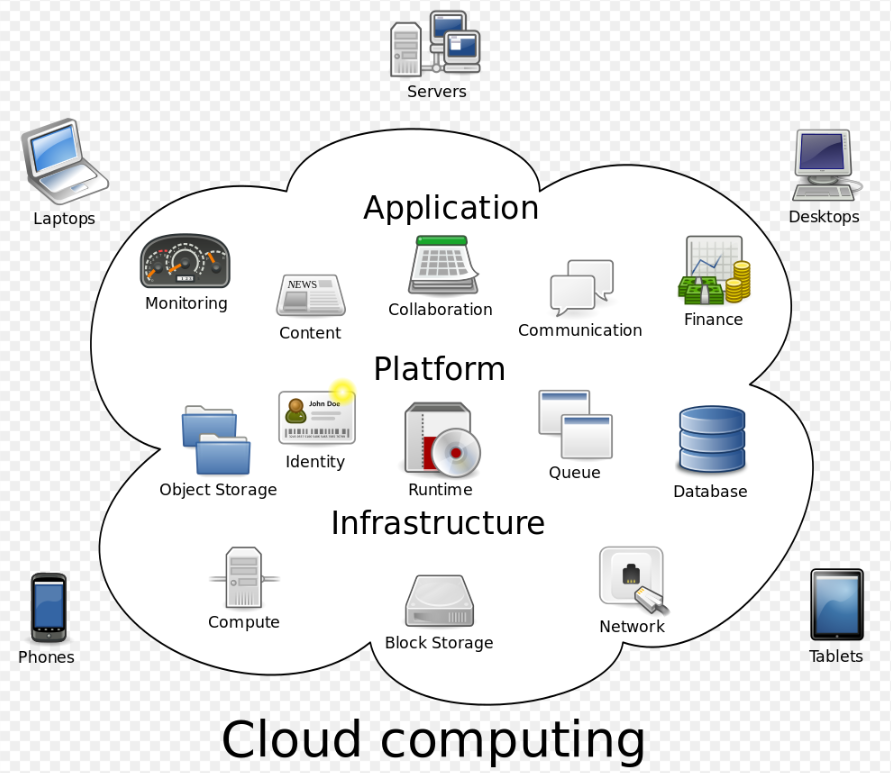 Servers
Laptops
Desktops
Application
Monitoring
NEWS
Content
Collaboration
Communication
Finance
Platform
Object Storage
John Doe
Identity
Runtime
Queue
Database
Infrastructure
Compute
Block Storage
Network
Phones
Tablets
Cloud computing